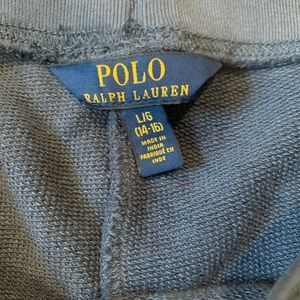 POLO
RALPH LAUREN
L/G
(14-16)
MADE IN
INDIA
FABRIQUÉ EN
INDE